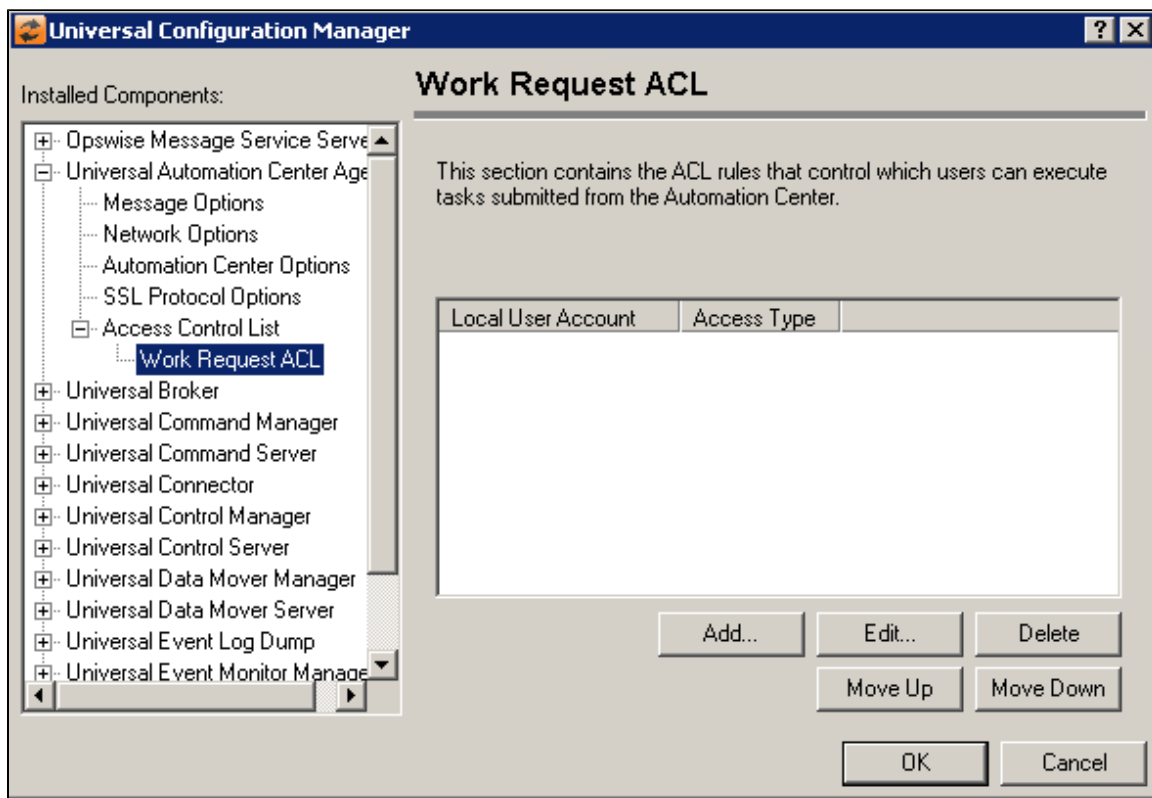 Universal Configuration Manager
Installed Components:
Opswise Message Service Serve
Universal Automation Center Age
Message Options
Network Options
Automation Center Options
SSL Protocol Options
Access Control List
Work Request ACL
Universal Broker
Universal Command Manager
Universal Command Server
Universal Connector
Universal Control Manager
Universal Control Server
Universal Data Mover Manager
Universal Data Mover Server
Universal Event Log Dump
Universal Event Monitor Manage
Work Request ACL
This section contains the ACL rules that control which users can execute
tasks submitted from the Automation Center.
Local User Account Access Type
Add... Edit... Delete
Move Up Move Down
OK Cancel